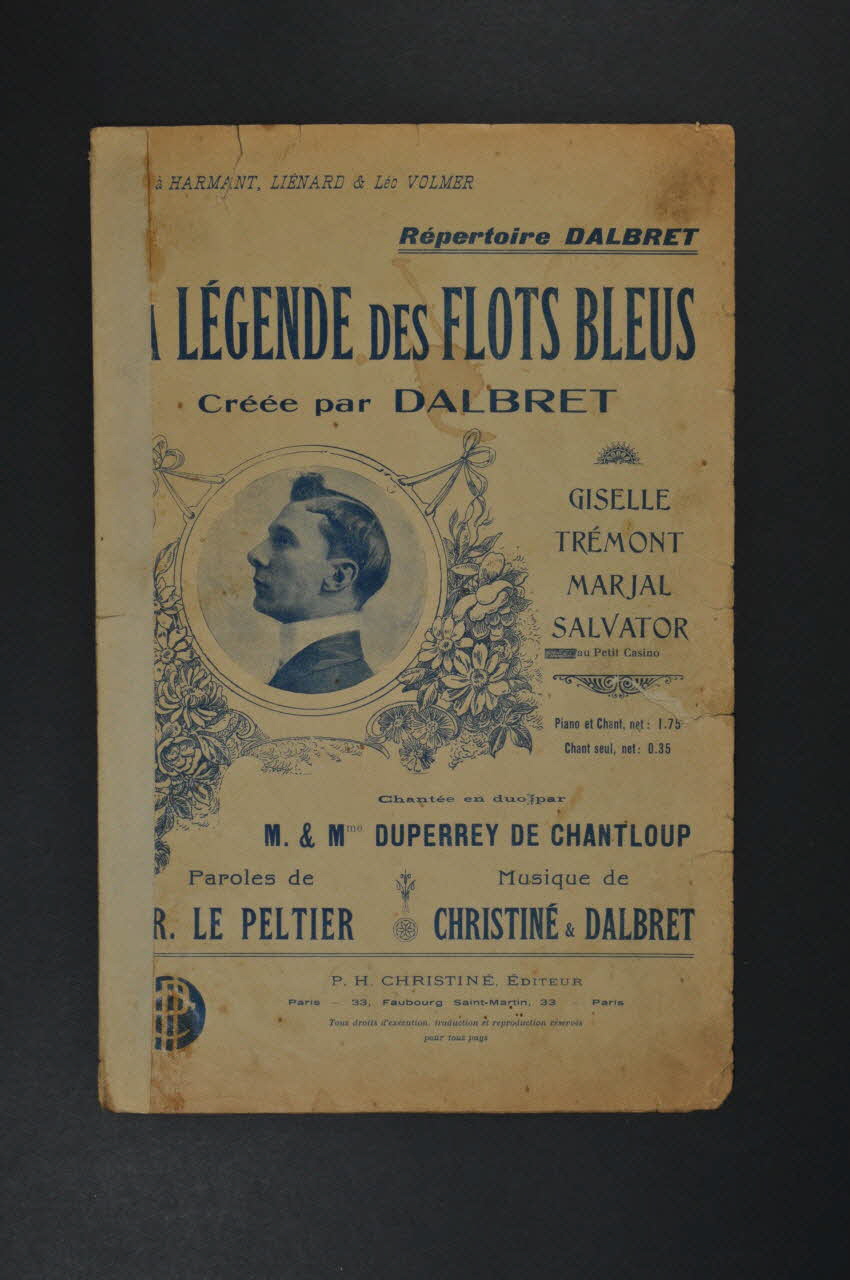 à HARMANT, LIÉNARD & Léo VOLMER
Répertoire DALBRET
A LÉGENDE DES FLOTS BLEUS
Créée par DALBRET
GISELLE
TRÉMONT
MARJAL
SALVATOR
au Petit Casino
Piano et Chant, net: 1.75
Chant seul, net: 0.35
Chantée en duo par
M. & Mme DUPERREY DE CHANTLOUP
Paroles de
R. LE PELTIER
Musique de
CHRISTINÉ & DALBRET
P. H. CHRISTINÉ, ÉDITEUR
Paris – 33, Faubourg Saint-Martin, 33 – Paris
Tous droits d'exécution, traduction et reproduction réservés
pour tous pays